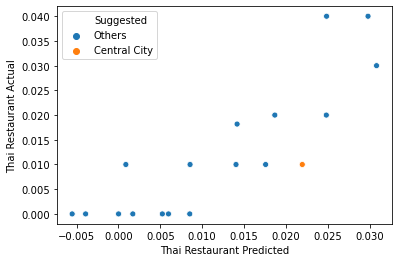 Suggested
Others
Central City
0.040
0.035
0.030
0.025
0.020
0.015
0.010
0.005
0.000
Thai Restaurant Actual
-0.005 0.000 0.005 0.010 0.015 0.020 0.025 0.030
Thai Restaurant Predicted